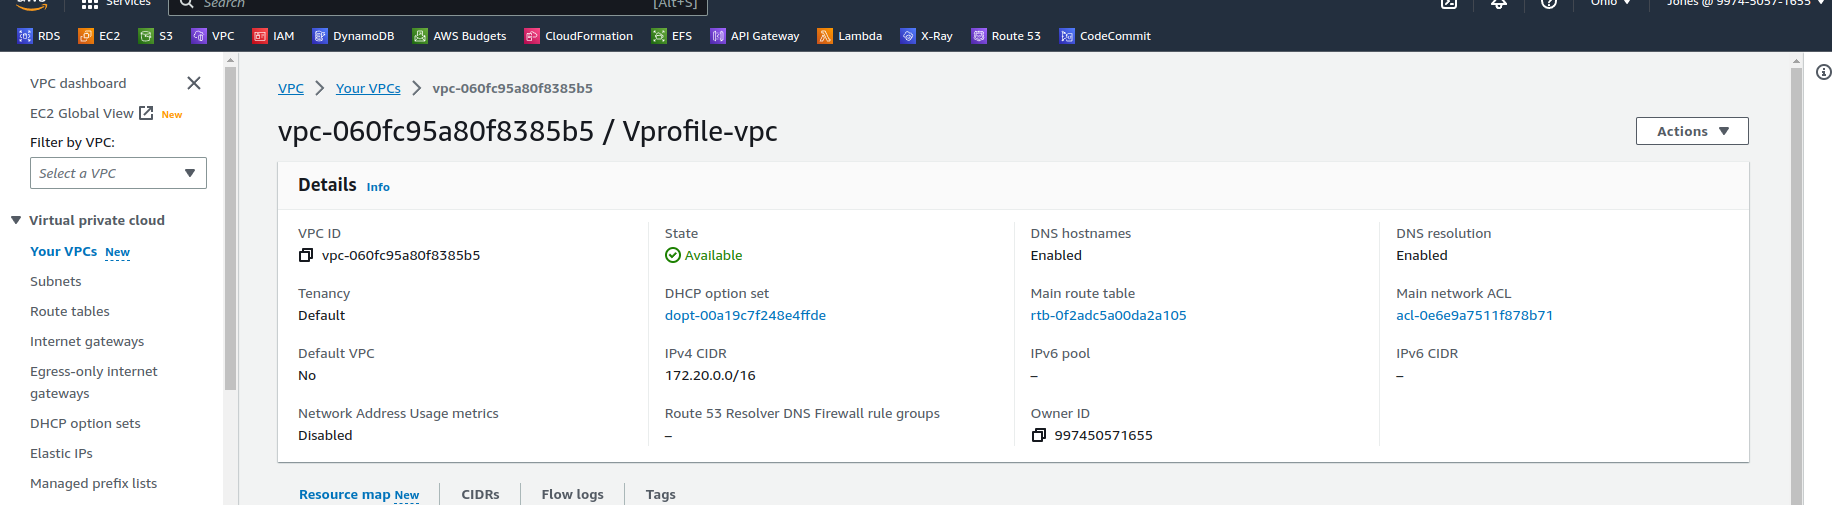 aws Services Search [Alt+S] Ohio Jones @ 9974-5057-1655
RDS EC2 S3 VPC IAM DynamoDB AWS Budgets CloudFormation EFS API Gateway Lambda X-Ray Route 53 CodeCommit
VPC dashboard
EC2 Global View New
Filter by VPC:
Select a VPC
Virtual private cloud
Your VPCs New
Subnets
Route tables
Internet gateways
Egress-only internet
gateways
DHCP option sets
Elastic IPs
Managed prefix lists
VPC Your VPCs vpc-060fc95a80f8385b5
vpc-060fc95a80f8385b5 / Vprofile-vpc
Actions
Details Info
VPC ID
vpc-060fc95a80f8385b5
State
Available
DNS hostnames
Enabled
DNS resolution
Enabled
Tenancy
Default
DHCP option set
dopt-00a19c7f248e4ffde
Main route table
rtb-0f2adc5a00da2a105
Main network ACL
acl-0e6e9a7511f878b71
Default VPC
No
IPv4 CIDR
172.20.0.0/16
IPv6 pool
–
IPv6 CIDR
–
Network Address Usage metrics
Disabled
Route 53 Resolver DNS Firewall rule groups
–
Owner ID
997450571655
Resource map New CIDRs Flow logs Tags